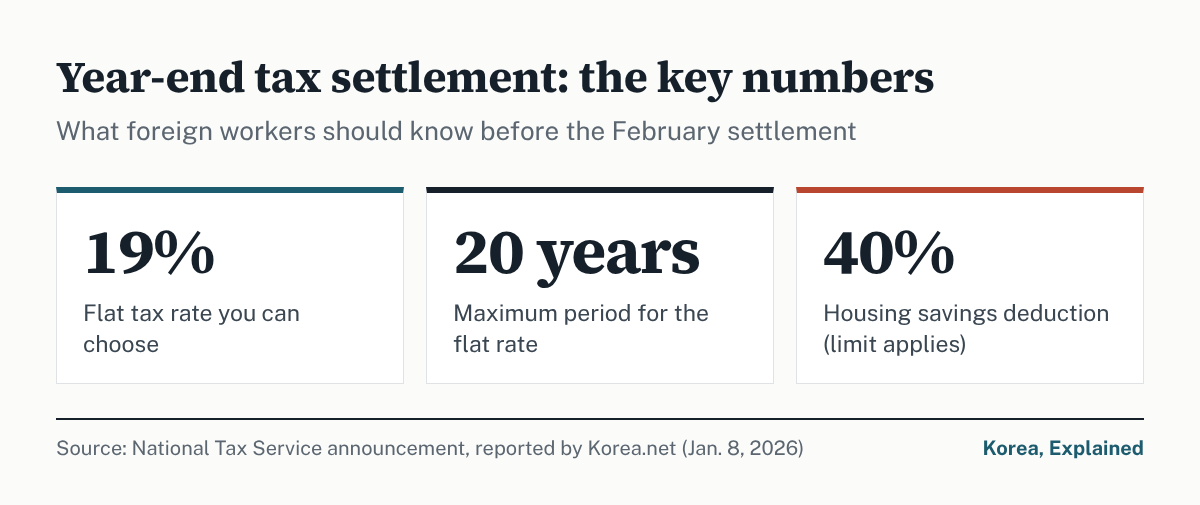 Year-end tax settlement: the key numbers
What foreign workers should know before the February settlement
19%
Flat tax rate you can
choose
20 years
Maximum period for the
flat rate
40%
Housing savings deduction
(limit applies)
Source: National Tax Service announcement, reported by Korea.net (Jan. 8, 2026)
Korea, Explained